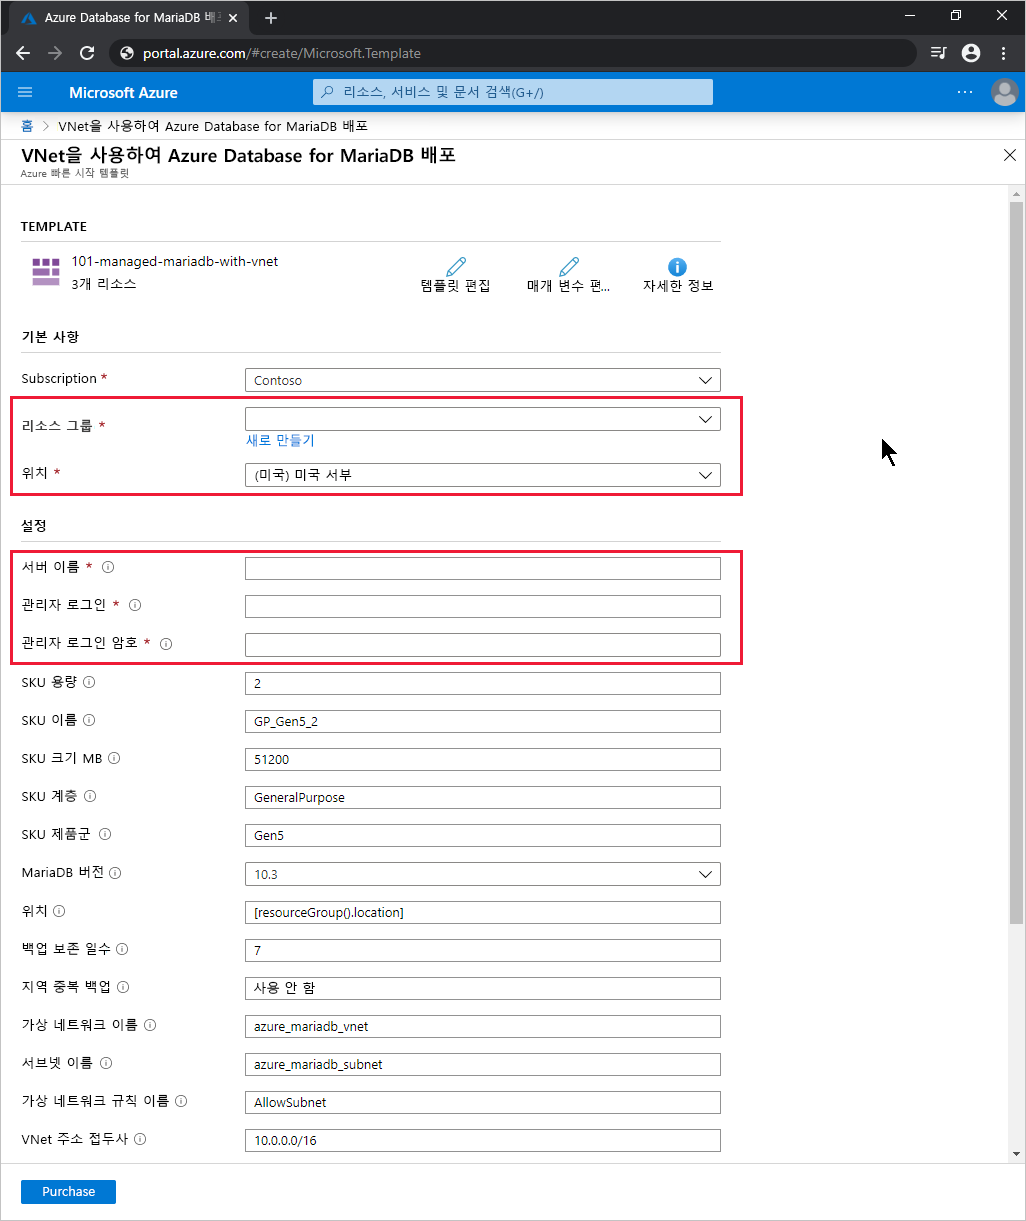 Azure Database for MariaDB 배포
portal.azure.com/#create/Microsoft.Template
Microsoft Azure
리소스, 서비스 및 문서 검색(G+/)
홈 > VNet을 사용하여 Azure Database for MariaDB 배포
VNet을 사용하여 Azure Database for MariaDB 배포
Azure 빠른 시작 템플릿
TEMPLATE
101-managed-mariadb-with-vnet
3개 리소스
템플릿 편집
매개 변수 편...
자세한 정보
기본 사항
Subscription *
Contoso
리소스 그룹 *
새로 만들기
위치 *
(미국) 미국 서부
설정
서버 이름 *
관리자 로그인 *
관리자 로그인 암호 *
SKU 용량
2
SKU 이름
GP_Gen5_2
SKU 크기 MB
51200
SKU 계층
GeneralPurpose
SKU 제품군
Gen5
MariaDB 버전
10.3
위치
[resourceGroup().location]
백업 보존 일수
7
지역 중복 백업
사용 안 함
가상 네트워크 이름
azure_mariadb_vnet
서브넷 이름
azure_mariadb_subnet
가상 네트워크 규칙 이름
AllowSubnet
VNet 주소 접두사
10.0.0.0/16
Purchase